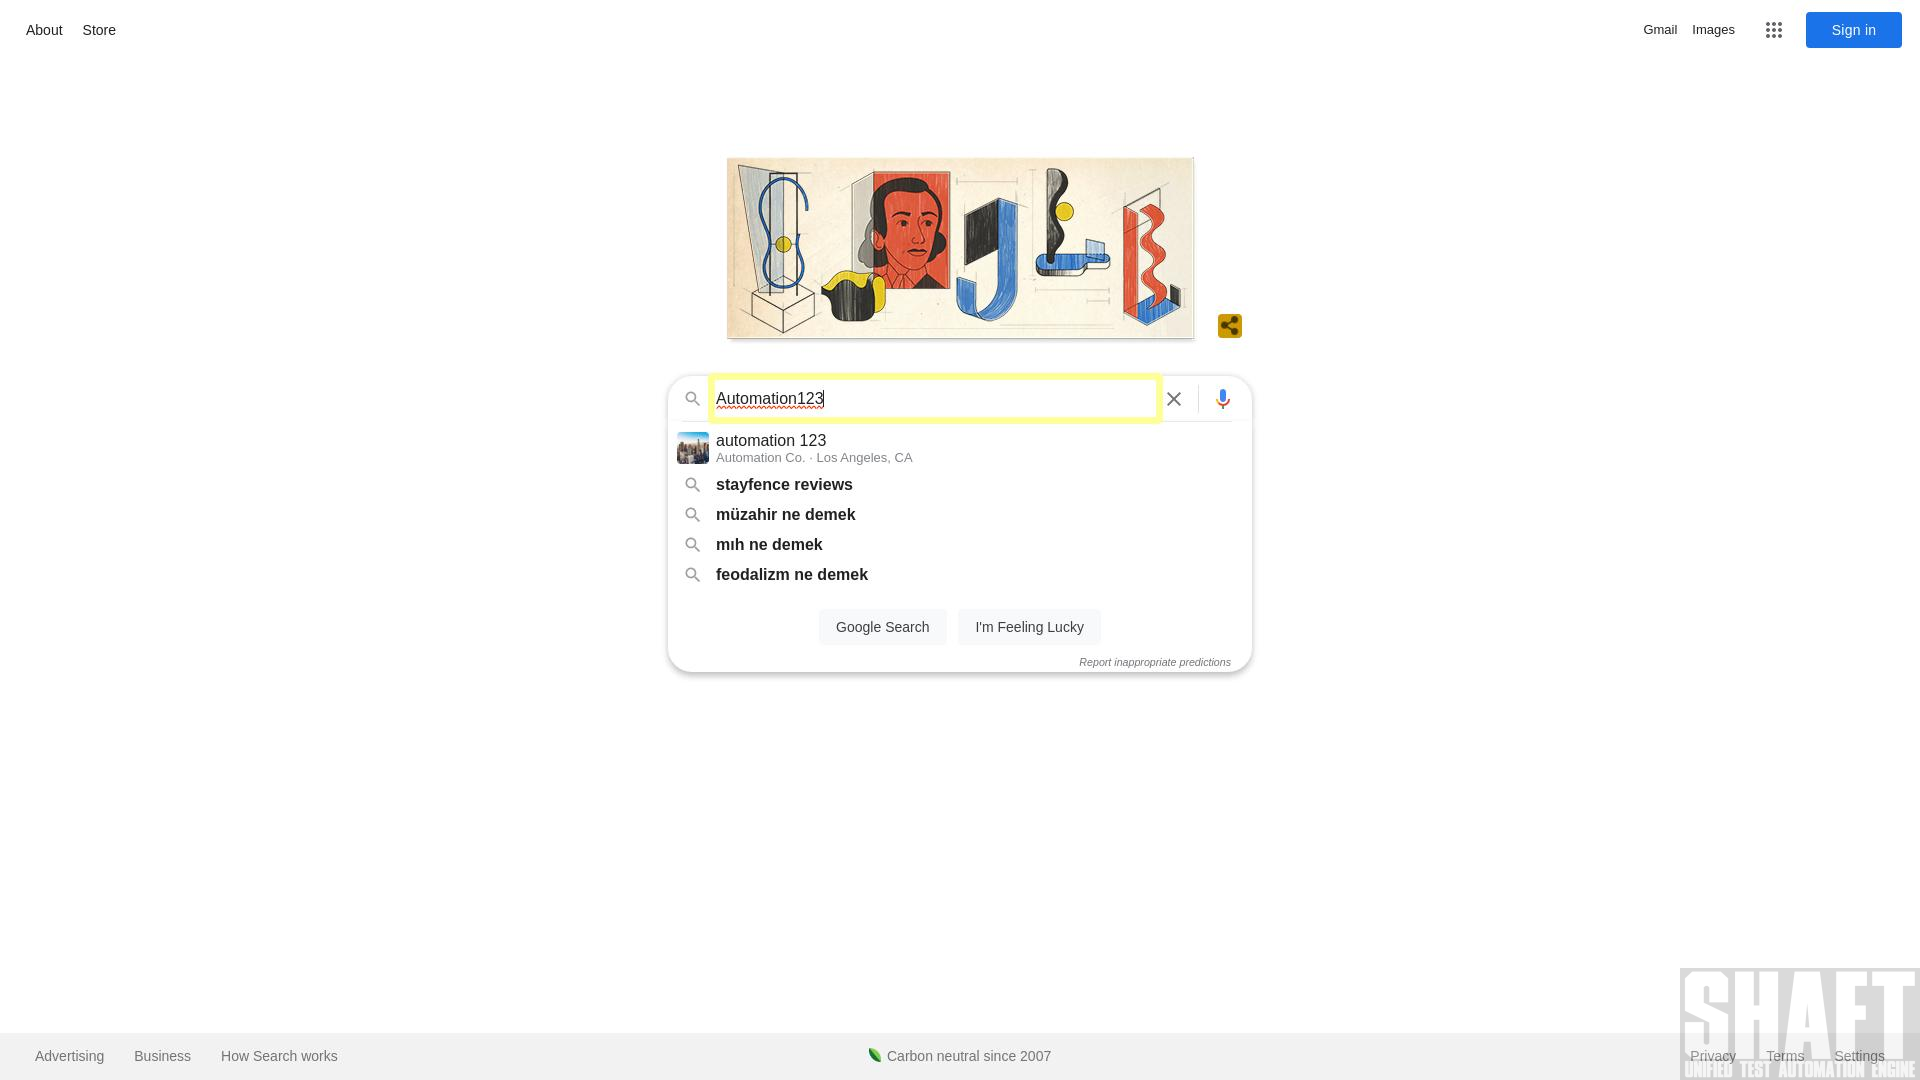 About Store
Gmail Images Sign in
Automation123
automation 123
Automation Co. · Los Angeles, CA
stayfence reviews
müzahir ne demek
mıh ne demek
feodalizm ne demek
Google Search I'm Feeling Lucky
Report inappropriate predictions
SHAFT
Advertising Business How Search works Carbon neutral since 2007 Privacy Terms Settings
UNIFIED TEST AUTOMATION ENGINE